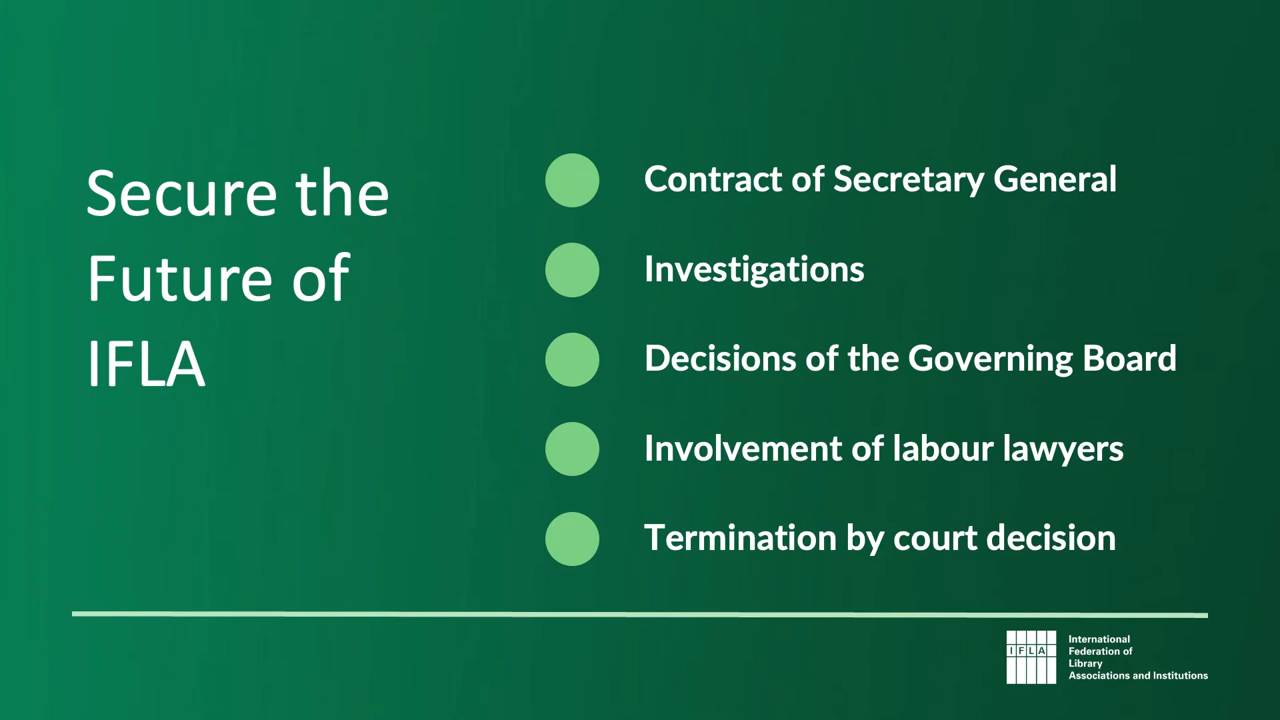 Secure the
Future of
IFLA
Contract of Secretary General
Investigations
Decisions of the Governing Board
Involvement of labour lawyers
Termination by court decision
IFLA
International
Federation of
Library
Associations and Institutions